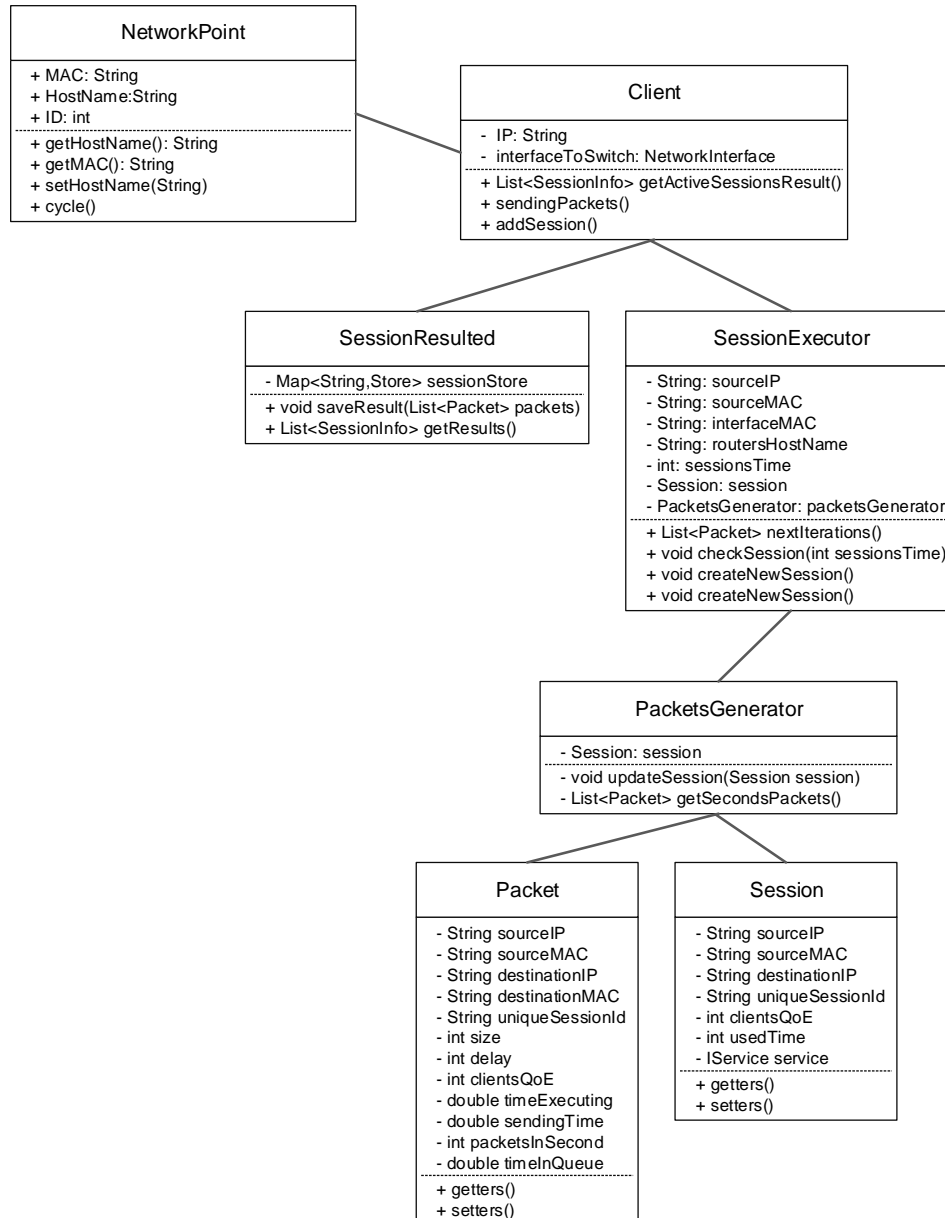 NetworkPoint
+ MAC: String
+ HostName:String
+ ID: int
+ getHostName(): String
+ getMAC(): String
+ setHostName(String)
+ cycle()
Client
- IP: String
- interfaceToSwitch: NetworkInterface
+ List<SessionInfo> getActiveSessionsResult()
+ sendingPackets()
+ addSession()
SessionResulted
- Map<String,Store> sessionStore
+ void saveResult(List<Packet> packets)
+ List<SessionInfo> getResults()
SessionExecutor
- String: sourceIP
- String: sourceMAC
- String: interfaceMAC
- String: routersHostName
- int: sessionsTime
- Session: session
- PacketsGenerator: packetsGenerator
+ List<Packet> nextIterations()
+ void checkSession(int sessionsTime)
+ void createNewSession()
+ void createNewSession()
PacketsGenerator
- Session: session
- void updateSession(Session session)
- List<Packet> getSecondsPackets()
Packet
- String sourceIP
- String sourceMAC
- String destinationIP
- String destinationMAC
- String uniqueSessionId
- int size
- int delay
- int clientsQoE
- double timeExecuting
- double sendingTime
- int packetsInSecond
- double timeInQueue
+ getters()
+ setters()
Session
- String sourceIP
- String sourceMAC
- String destinationIP
- String uniqueSessionId
- int clientsQoE
- int usedTime
- IService service
+ getters()
+ setters()